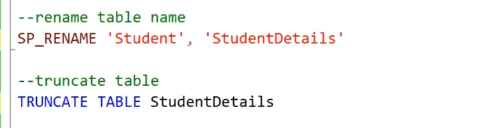 --rename table name
SP_RENAME 'Student', 'StudentDetails'
--truncate table
TRUNCATE TABLE StudentDetails